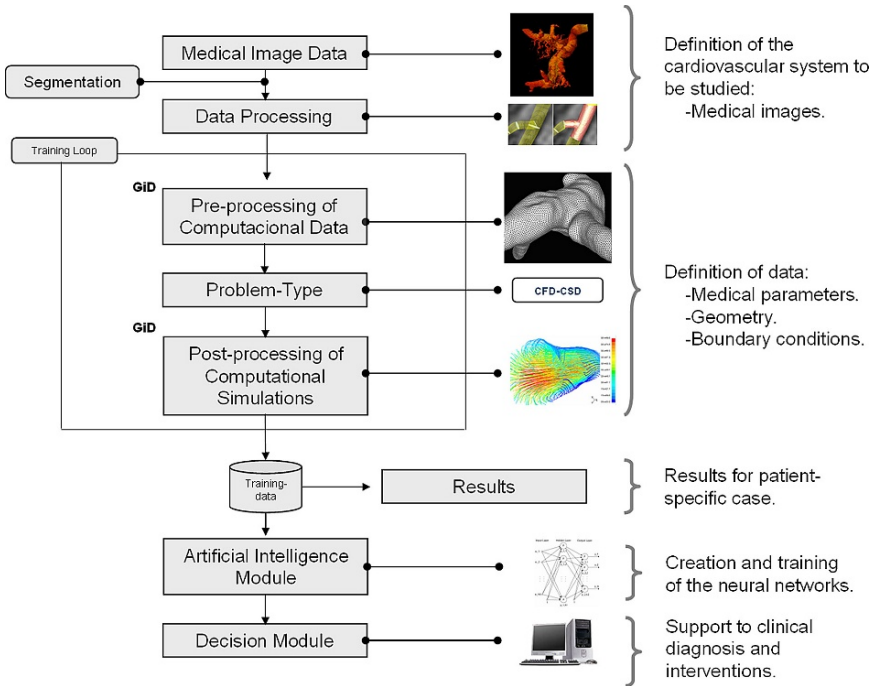 Medical Image Data
Segmentation
Data Processing
Definition of the
cardiovascular system to
be studied:
-Medical images.
Training Loop
GiD
Pre-processing of
Computacional Data
Problem-Type
CFD-CSD
GiD
Post-processing of
Computational
Simulations
Definition of data:
-Medical parameters.
-Geometry.
-Boundary conditions.
Training-
data
Results
Results for patient-
specific case.
Artificial Intelligence
Module
Creation and training
of the neural networks.
Decision Module
Support to clinical
diagnosis and
interventions.